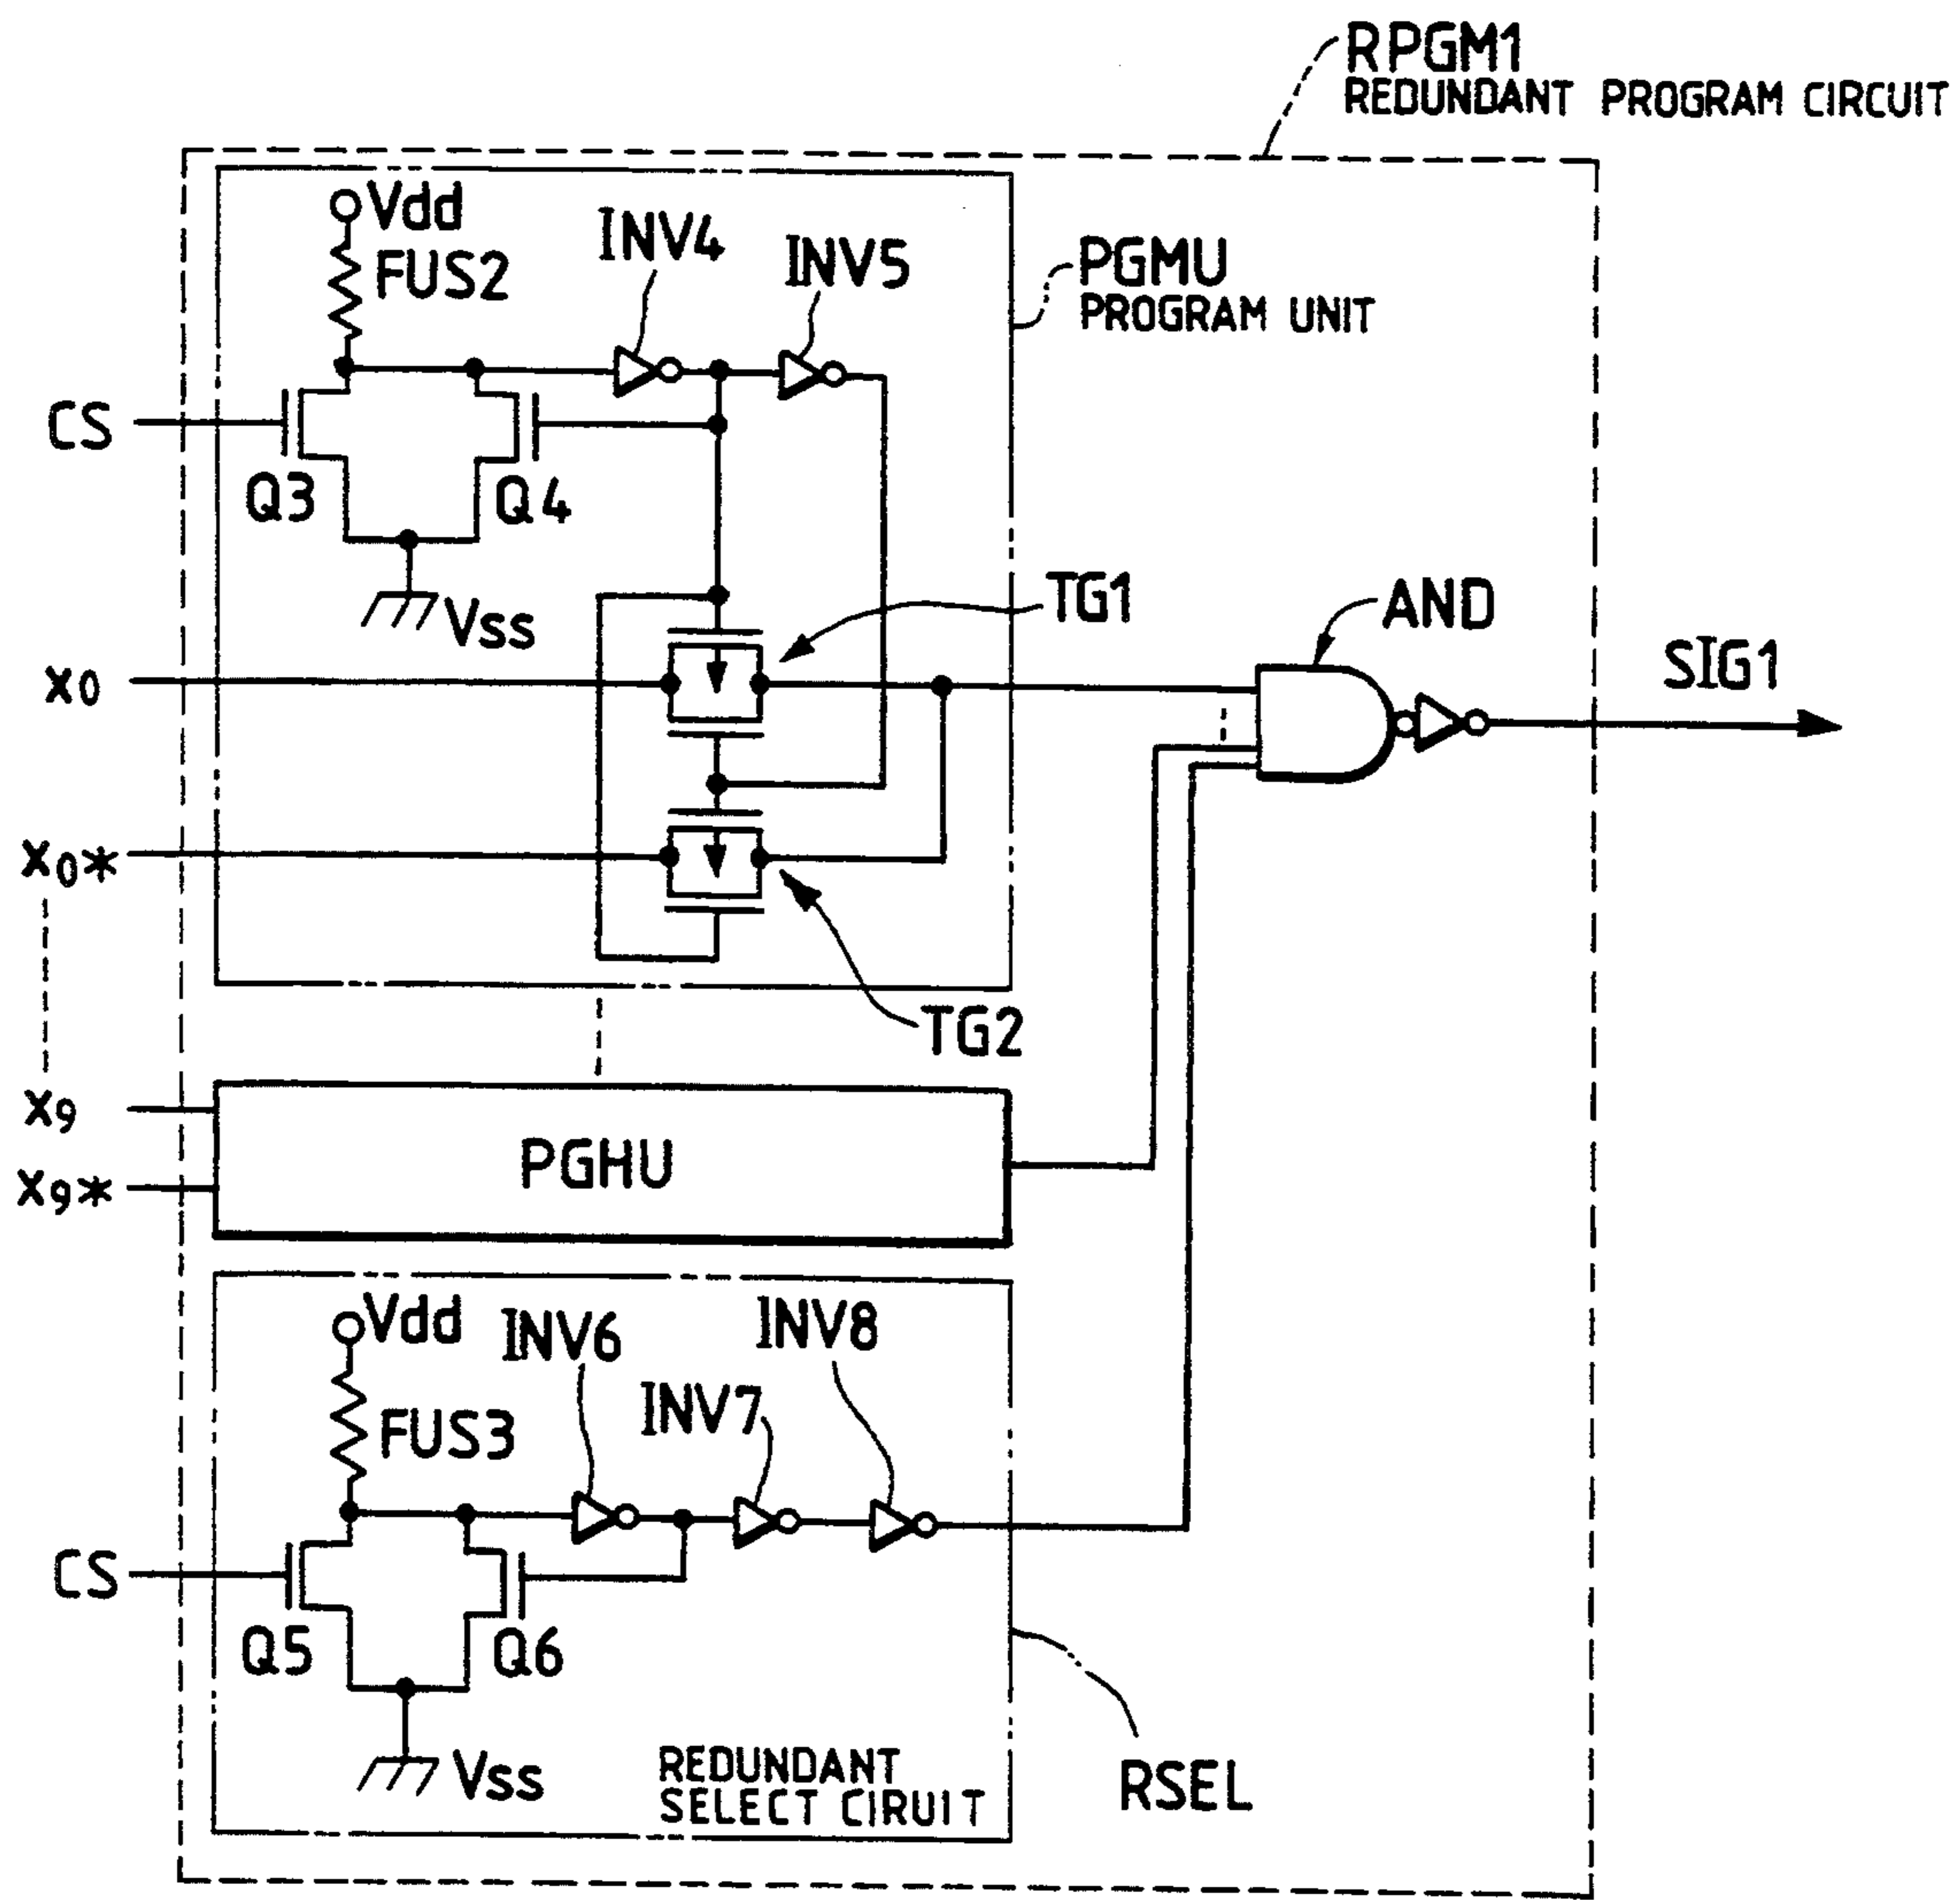 RPGM1
REDUNDANT PROGRAM CIRCUIT
Vdd
FUS2
INV4
INV5
PGMU
PROGRAM UNIT
CS
Q3
Q4
Vss
TG1
AND
SIG1
X0
X0*
TG2
X9
X9*
PGHU
Vdd
FUS3
INV6
INV7
INV8
CS
Q5
Q6
Vss
REDUNDANT
SELECT CIRUIT
RSEL